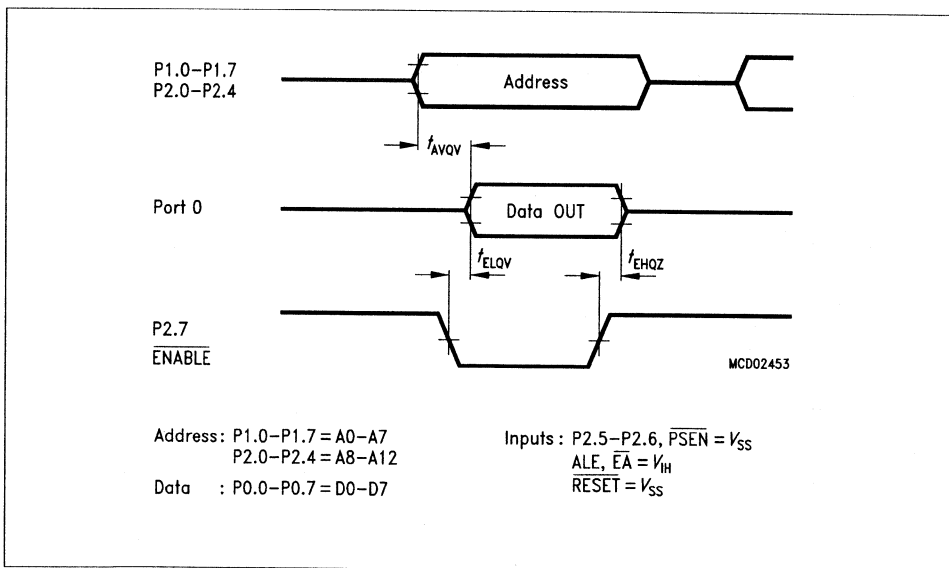 P1.0–P1.7
P2.0–P2.4
Address
tAVQV
Port 0
Data OUT
tELQV
tEHQZ
P2.7
ENABLE
MCD02453
Address: P1.0–P1.7 = A0–A7
P2.0–P2.4 = A8–A12
Data : P0.0–P0.7 = D0–D7
Inputs : P2.5–P2.6, PSEN = VSS
ALE, EA = VIH
RESET = VSS